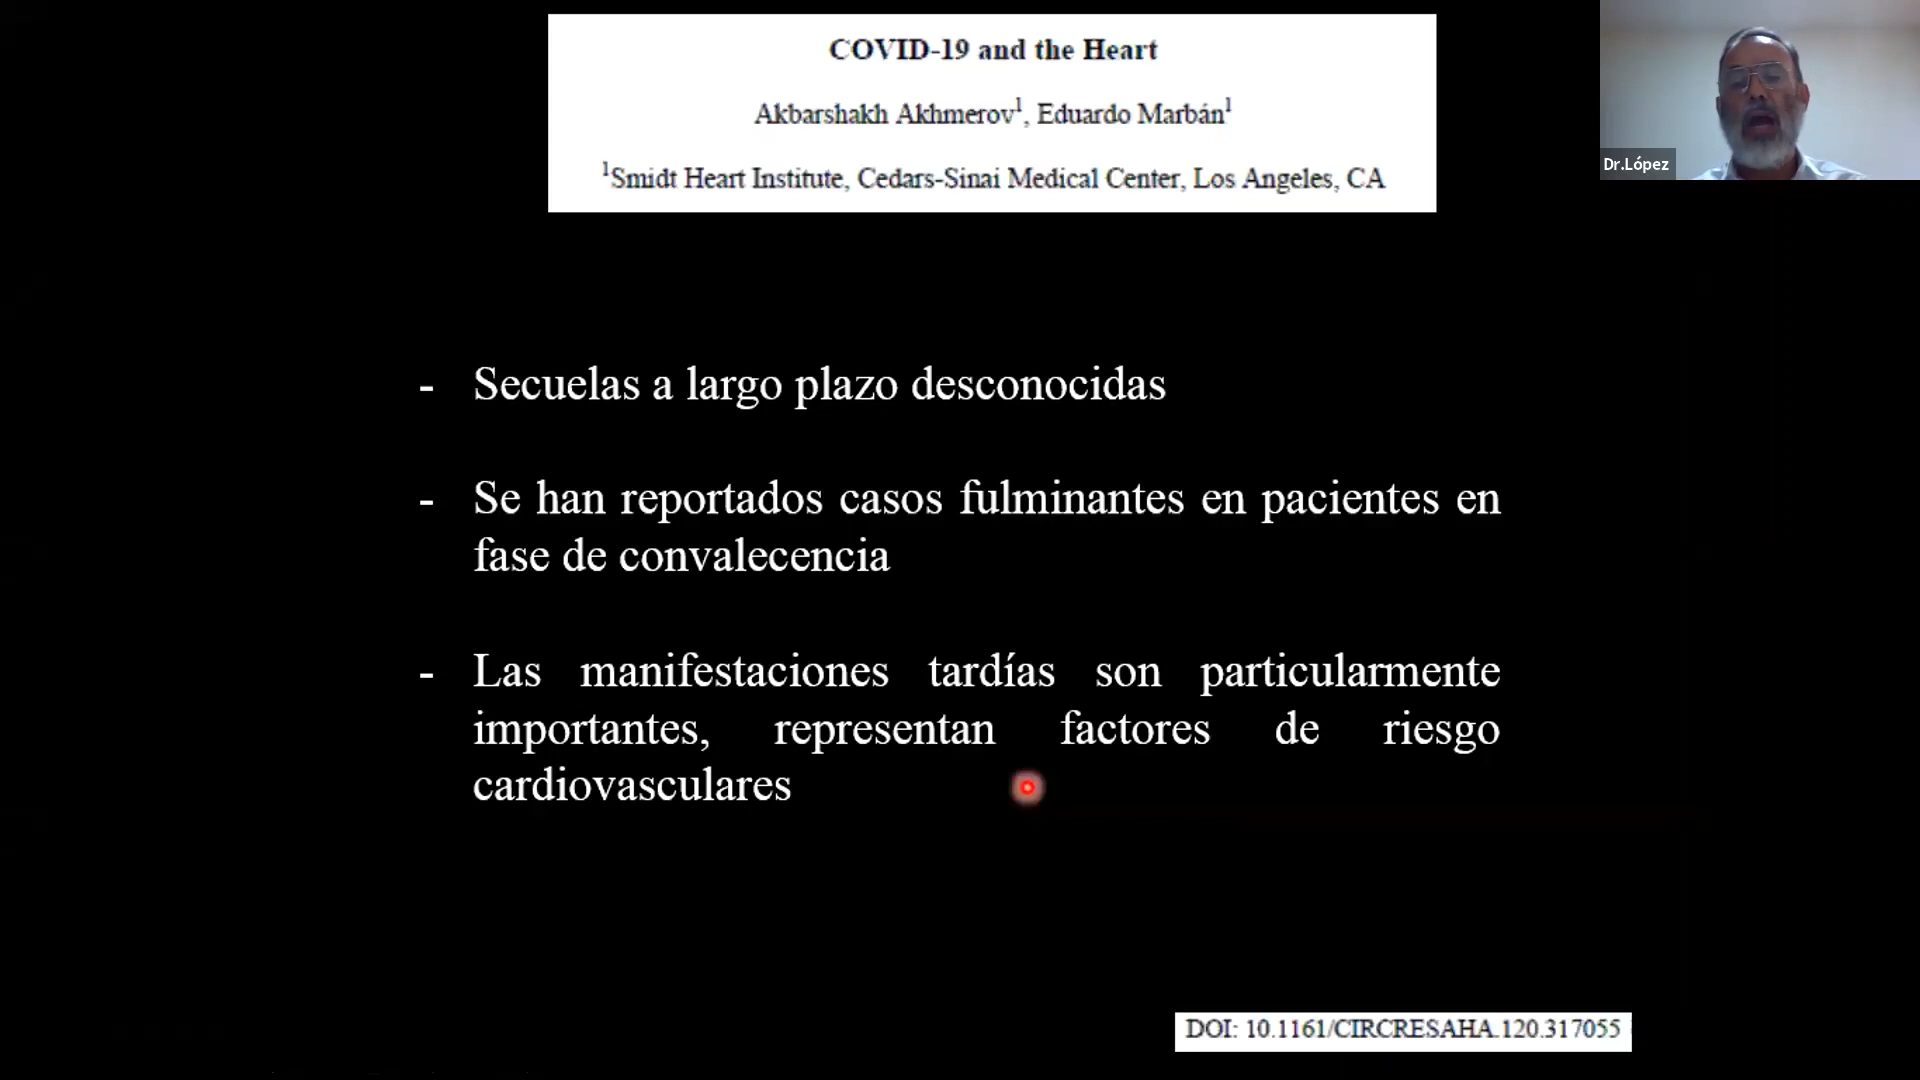 COVID-19 and the Heart
Akbarshakh Akhmerov¹, Eduardo Marbán¹
¹Smidt Heart Institute, Cedars-Sinai Medical Center, Los Angeles, CA
Dr.López
- Secuelas a largo plazo desconocidas
- Se han reportados casos fulminantes en pacientes en
fase de convalecencia
- Las manifestaciones tardías son particularmente
importantes, representan factores de riesgo
cardiovasculares
DOI: 10.1161/CIRCRESAHA.120.317055